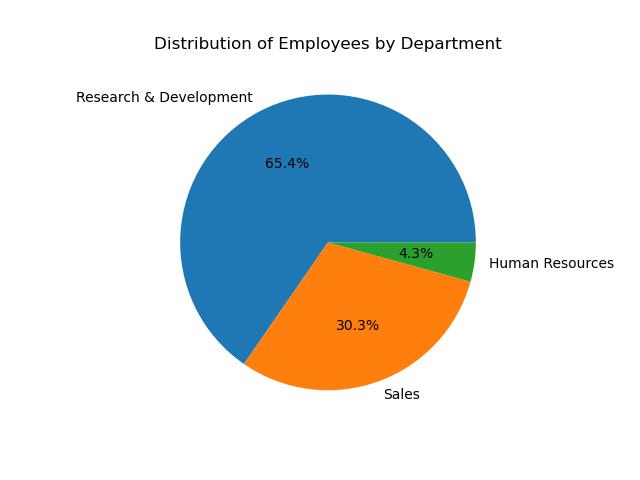 Distribution of Employees by Department
Research & Development
65.4%
4.3%
Human Resources
30.3%
Sales